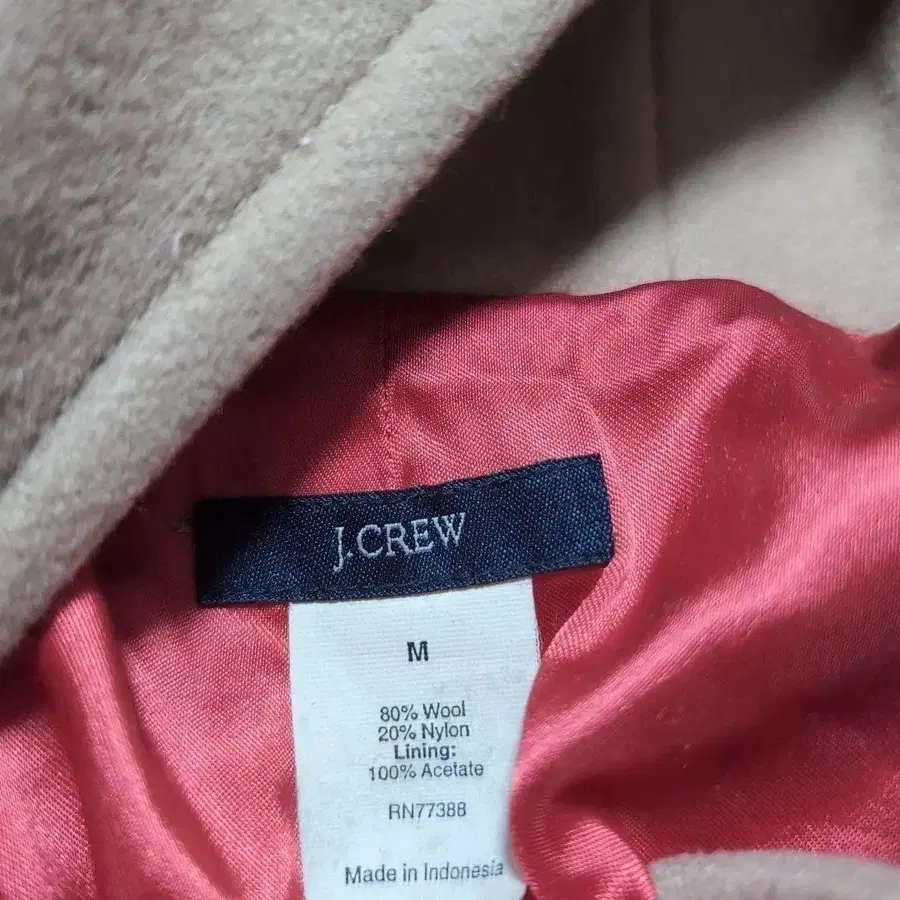 J.CREW
M
80% Wool
20% Nylon
Lining:
100% Acetate
RN77388
Made in Indonesia